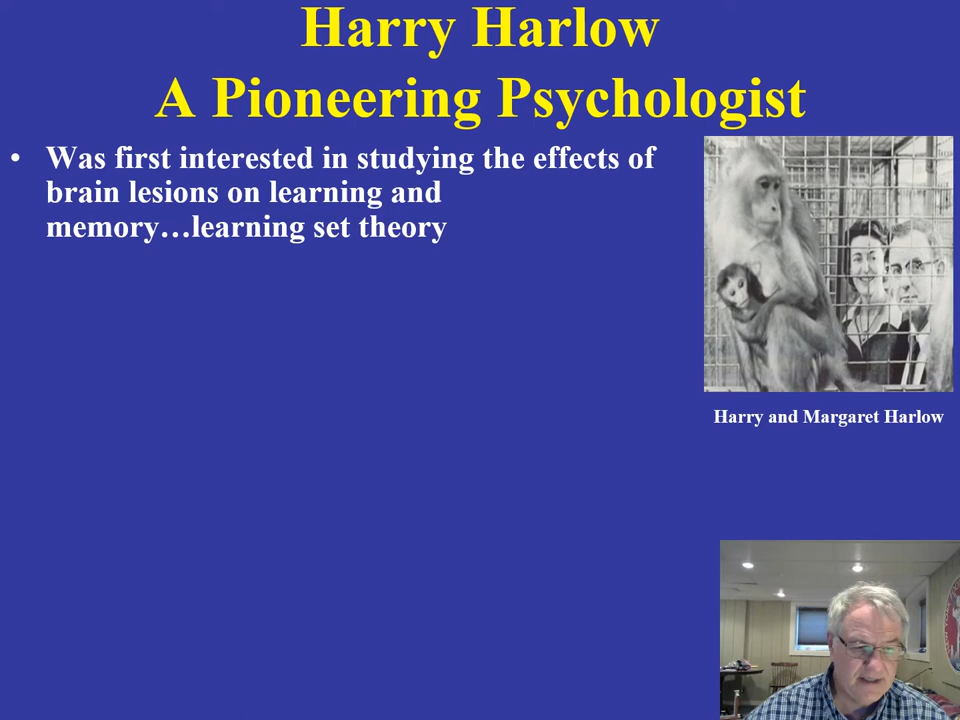 Harry Harlow
A Pioneering Psychologist
• Was first interested in studying the effects of
brain lesions on learning and
memory…learning set theory
Harry and Margaret Harlow